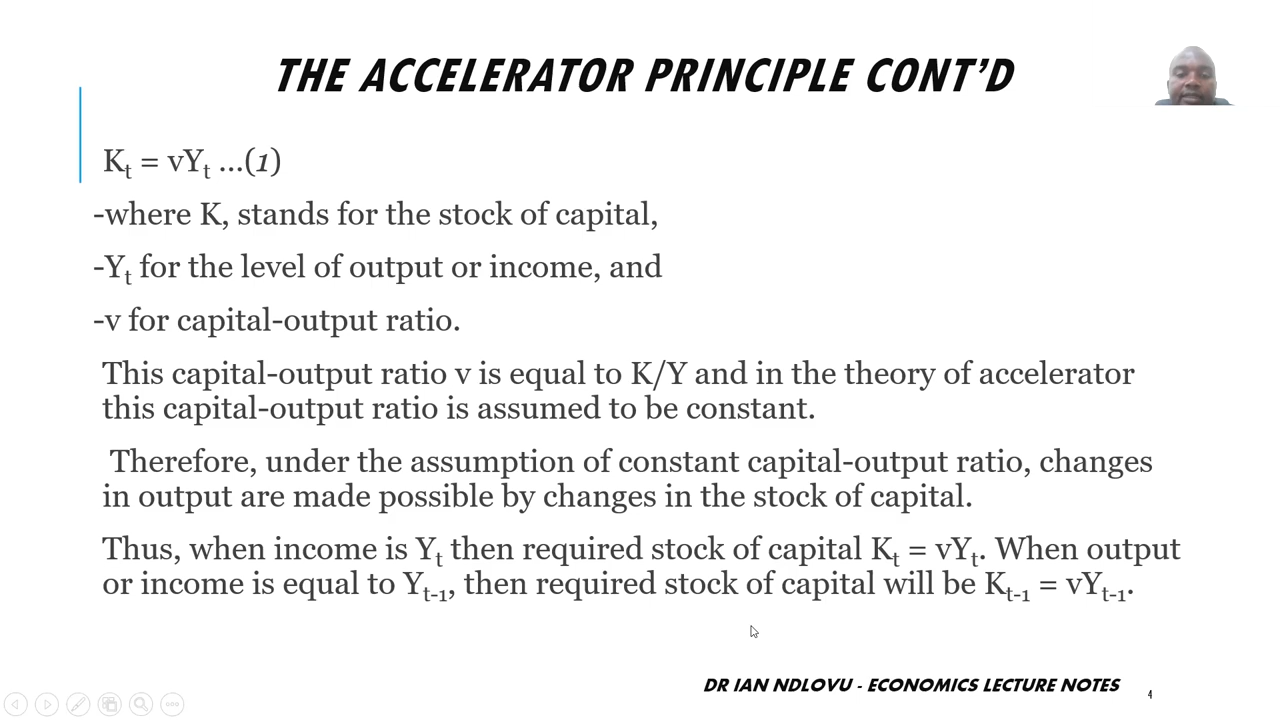 THE ACCELERATOR PRINCIPLE CONT'D
Kt = vYt ...(1)
-where K, stands for the stock of capital,
-Yt for the level of output or income, and
-v for capital-output ratio.
This capital-output ratio v is equal to K/Y and in the theory of accelerator
this capital-output ratio is assumed to be constant.
Therefore, under the assumption of constant capital-output ratio, changes
in output are made possible by changes in the stock of capital.
Thus, when income is Yt then required stock of capital Kt = vYt. When output
or income is equal to Yt-1, then required stock of capital will be Kt-1 = vYt-1.
DR IAN NDLOVU - ECONOMICS LECTURE NOTES
4